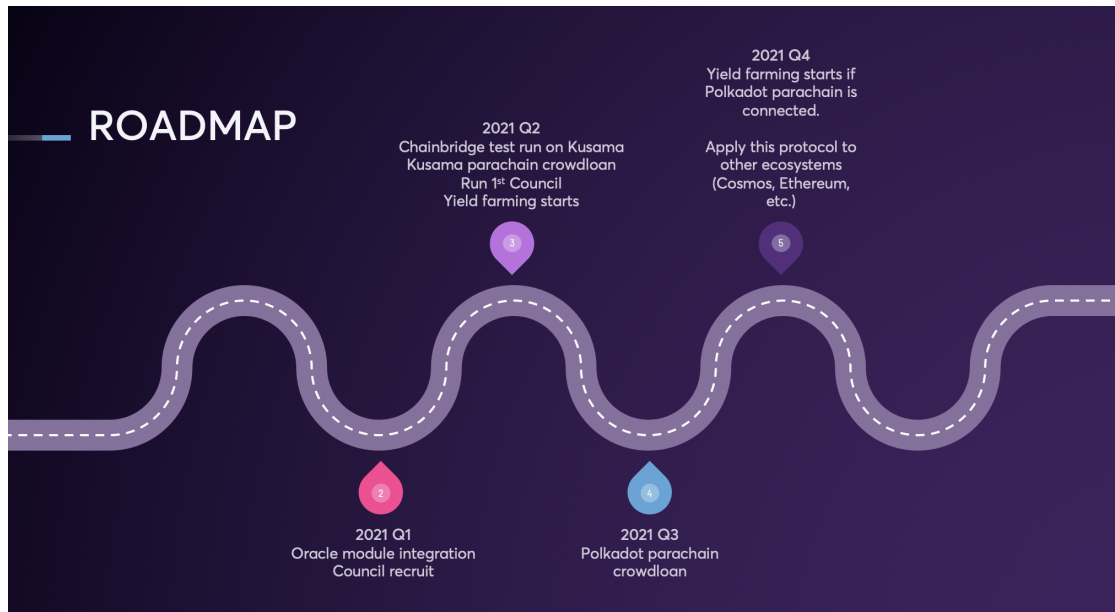 ROADMAP
2021 Q4
Yield farming starts if
Polkadot parachain is
connected.
Apply this protocol to
other ecosystems
(Cosmos, Ethereum,
etc.)
2021 Q2
Chainbridge test run on Kusama
Kusama parachain crowdloan
Run 1st Council
Yield farming starts
3
5
2
4
2021 Q1
Oracle module integration
Council recruit
2021 Q3
Polkadot parachain
crowdloan